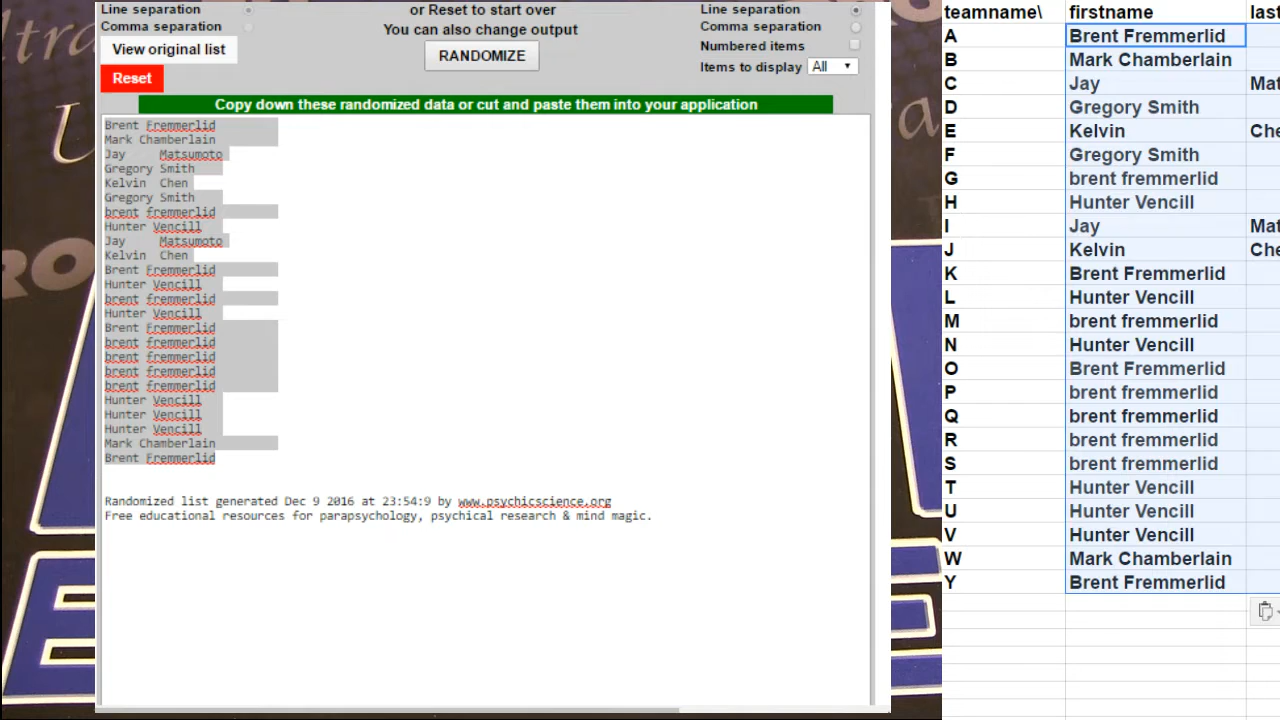 Line separation
Comma separation
View original list
Reset
or Reset to start over
You can also change output
RANDOMIZE
Line separation
Comma separation
Numbered items
Items to display All
Copy down these randomized data or cut and paste them into your application
Brent Fremmerlid
Mark Chamberlain
Jay Matsumoto
Gregory Smith
Kelvin Chen
Gregory Smith
brent fremmerlid
Hunter Vencill
Jay Matsumoto
Kelvin Chen
Brent Fremmerlid
Hunter Vencill
brent fremmerlid
Hunter Vencill
Brent Fremmerlid
brent fremmerlid
brent fremmerlid
brent fremmerlid
brent fremmerlid
Hunter Vencill
Hunter Vencill
Hunter Vencill
Mark Chamberlain
Brent Fremmerlid
Randomized list generated Dec 9 2016 at 23:54:9 by www.psychicscience.org
Free educational resources for parapsychology, psychical research & mind magic.
teamname\ firstname last
A Brent Fremmerlid
B Mark Chamberlain
C Jay Mat
D Gregory Smith
E Kelvin Che
F Gregory Smith
G brent fremmerlid
H Hunter Vencill
I Jay Mat
J Kelvin Che
K Brent Fremmerlid
L Hunter Vencill
M brent fremmerlid
N Hunter Vencill
O Brent Fremmerlid
P brent fremmerlid
Q brent fremmerlid
R brent fremmerlid
S brent fremmerlid
T Hunter Vencill
U Hunter Vencill
V Hunter Vencill
W Mark Chamberlain
Y Brent Fremmerlid